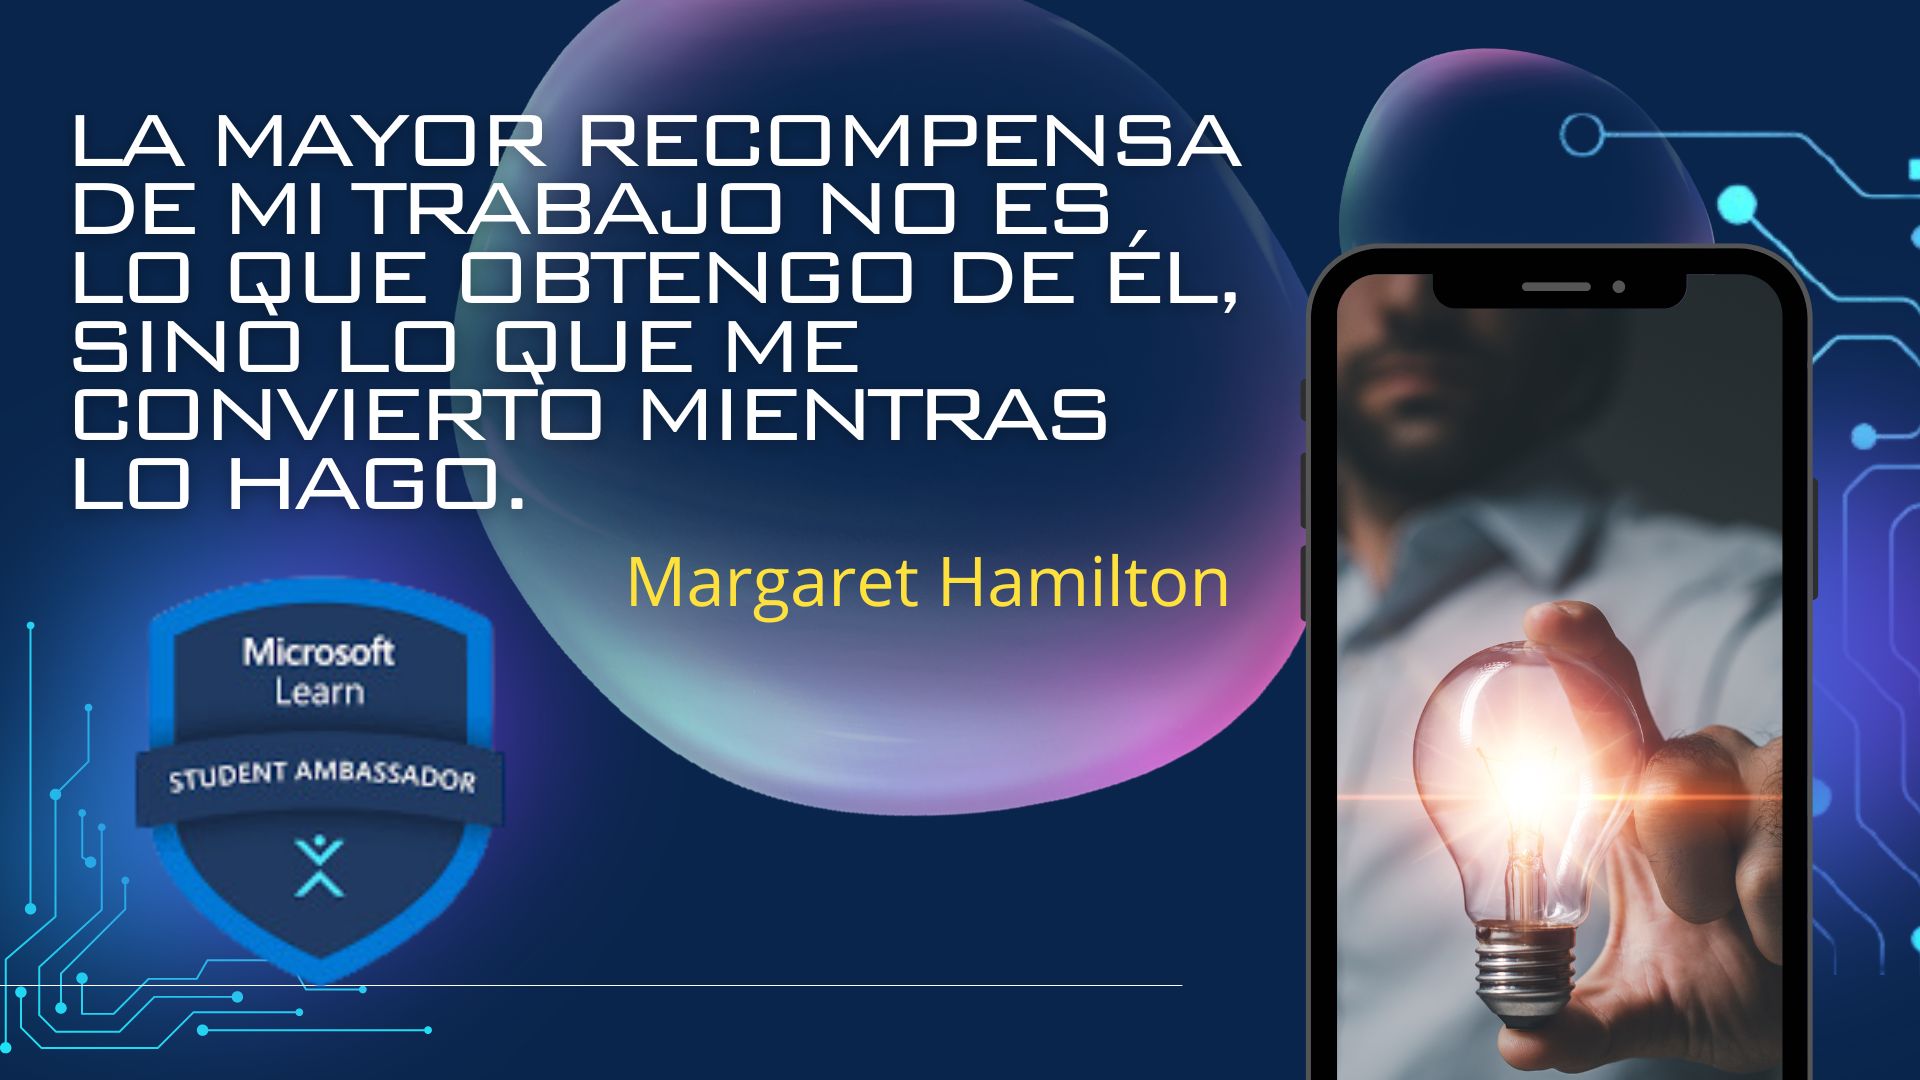 LA MAYOR RECOMPENSA
DE MI TRABAJO NO ES
LO QUE OBTENGO DE ÉL,
SINO LO QUE ME
CONVIERTO MIENTRAS
LO HAGO.
Margaret Hamilton
Microsoft
Learn
STUDENT AMBASSADOR